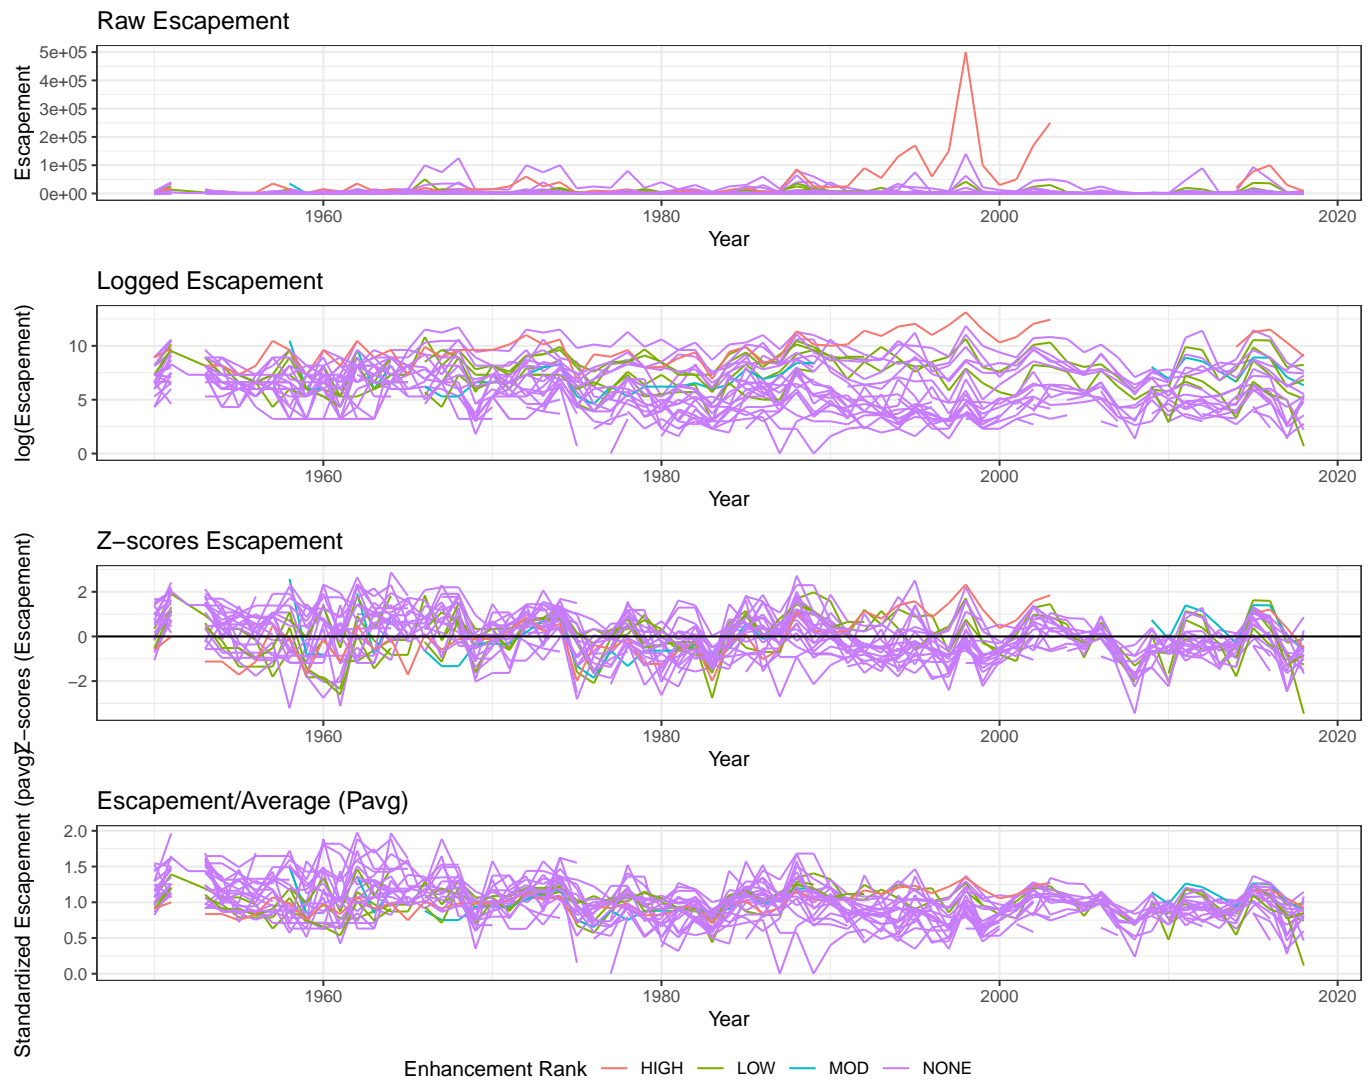 Raw Escapement
Escapement
5e+05
4e+05
3e+05
2e+05
1e+05
0e+00
1960 1980 2000 2020
Year
Logged Escapement
log(Escapement)
10
5
0
1960 1980 2000 2020
Year
Z−scores Escapement
Z−scores (Escapement)
2
0
−2
1960 1980 2000 2020
Year
Escapement/Average (Pavg)
Standardized Escapement (pavg)
2.0
1.5
1.0
0.5
0.0
1960 1980 2000 2020
Year
Enhancement Rank HIGH LOW MOD NONE